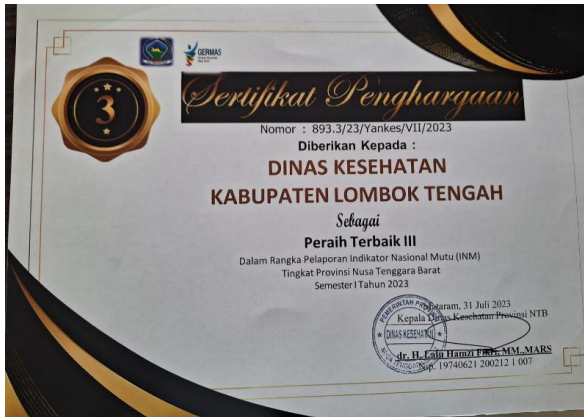 GERMAS
3
Sertifikat Penghargaan
Nomor : 893.3/23/Yankes/VII/2023
Diberikan Kepada :
DINAS KESEHATAN
KABUPATEN LOMBOK TENGAH
Sebagai
Peraih Terbaik III
Dalam Rangka Pelaporan Indikator Nasional Mutu (INM)
Tingkat Provinsi Nusa Tenggara Barat
Semester I Tahun 2023
Mataram, 31 Juli 2023
Kepala Dinas Kesehatan Provinsi NTB
PEMERINTAH
DINAS KESEHATAN
dr. H. Lalu Hamzi Fikri, MM.,MARS
Nip. 19740621 200212 1 007